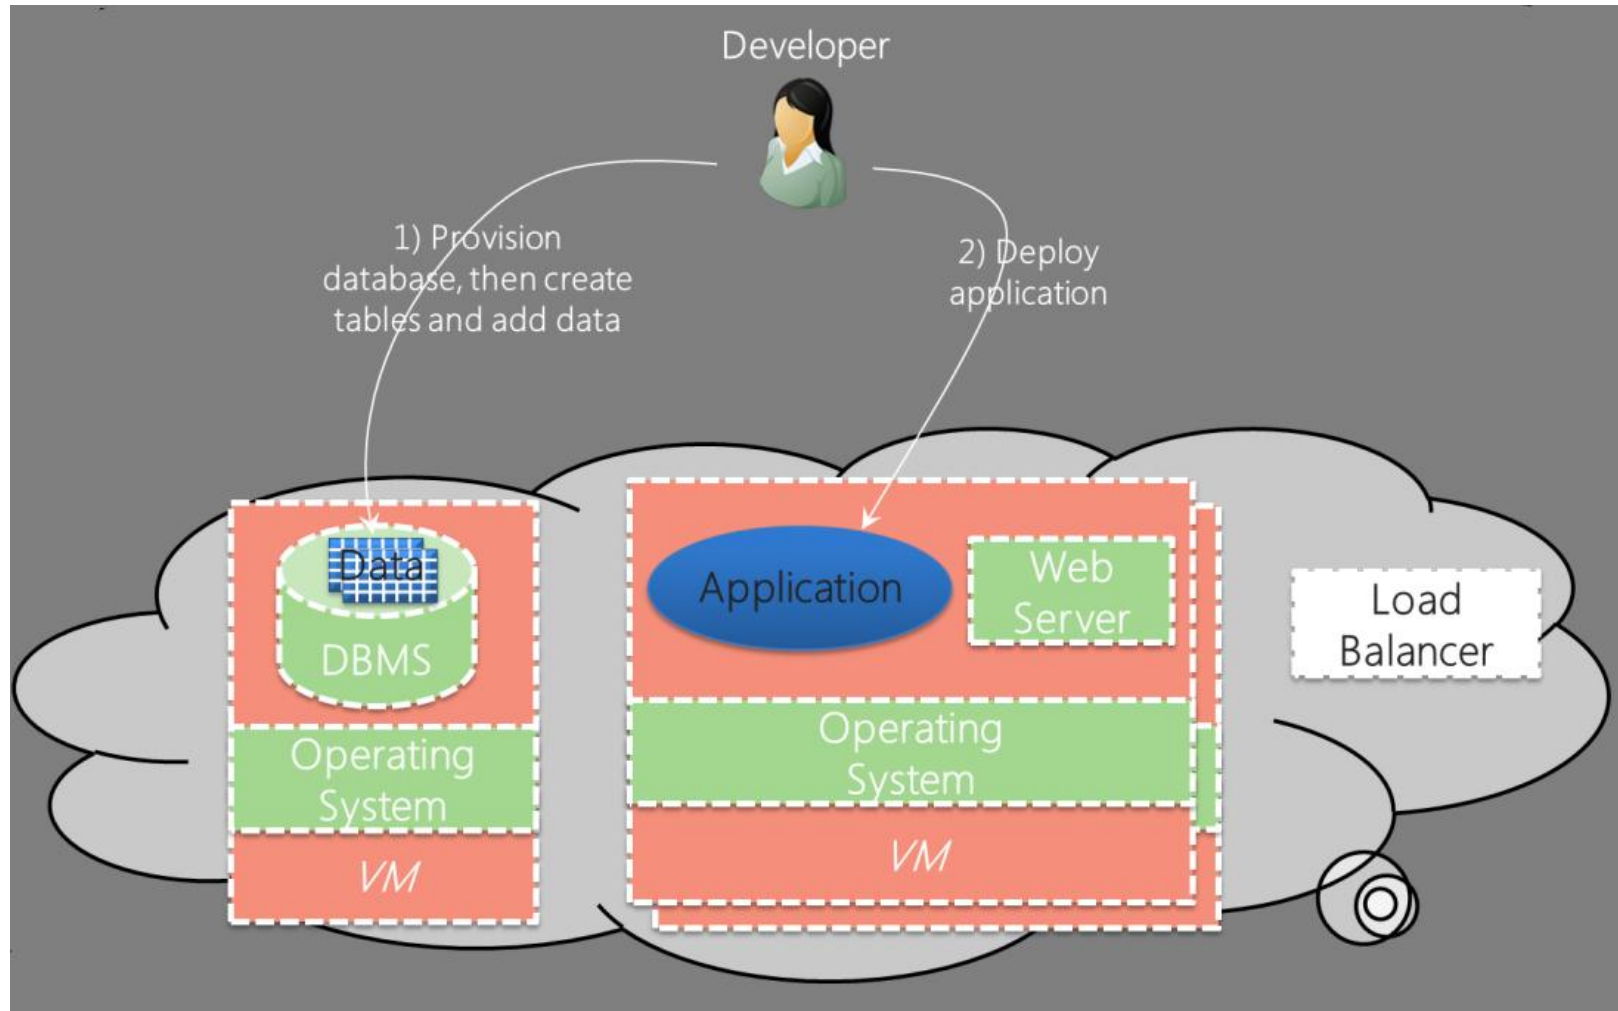 Developer
1) Provision
database, then create
tables and add data
2) Deploy
application
Data
DBMS
Operating
System
VM
Application
Web
Server
Operating
System
VM
Load
Balancer